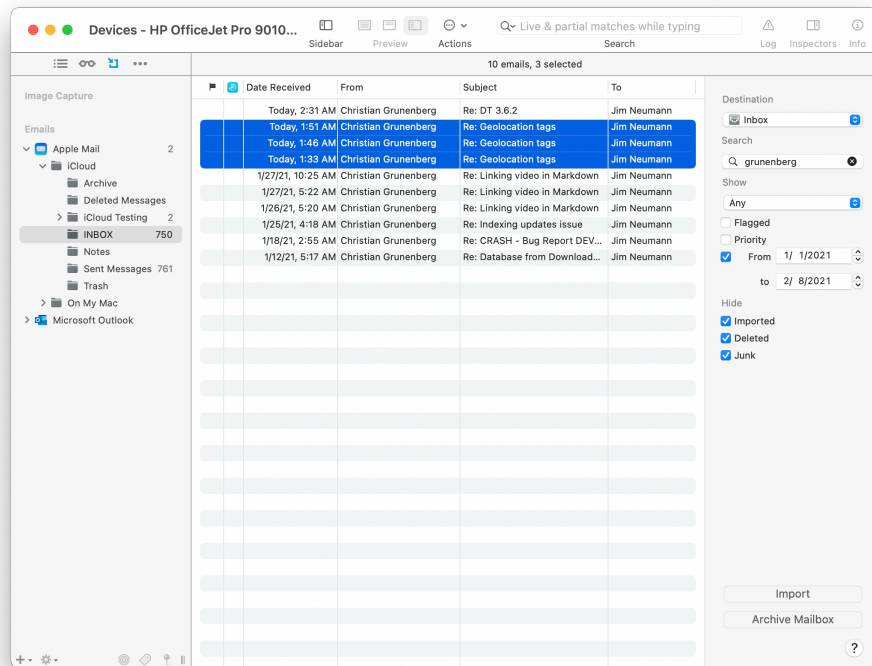 Devices - HP OfficeJet Pro 9010...
Sidebar
Preview
Actions
Live & partial matches while typing
Search
Log
Inspectors
Info
10 emails, 3 selected
Image Capture
Emails
Apple Mail 2
iCloud
Archive
Deleted Messages
iCloud Testing 2
INBOX 750
Notes
Sent Messages 761
Trash
On My Mac
Microsoft Outlook
Date Received From Subject To
Today, 2:31 AM Christian Grunenberg Re: DT 3.6.2 Jim Neumann
Today, 1:51 AM Christian Grunenberg Re: Geolocation tags Jim Neumann
Today, 1:46 AM Christian Grunenberg Re: Geolocation tags Jim Neumann
Today, 1:33 AM Christian Grunenberg Re: Geolocation tags Jim Neumann
1/27/21, 10:25 AM Christian Grunenberg Re: Linking video in Markdown Jim Neumann
1/27/21, 5:22 AM Christian Grunenberg Re: Linking video in Markdown Jim Neumann
1/26/21, 5:20 AM Christian Grunenberg Re: Linking video in Markdown Jim Neumann
1/25/21, 4:18 AM Christian Grunenberg Re: Indexing updates issue Jim Neumann
1/18/21, 2:55 AM Christian Grunenberg Re: CRASH - Bug Report DEV... Jim Neumann
1/12/21, 5:17 AM Christian Grunenberg Re: Database from Download... Jim Neumann
Destination
Inbox
Search
grunenberg
Show
Any
Flagged
Priority
From 1/ 1/2021
to 2/ 8/2021
Hide
Imported
Deleted
Junk
Import
Archive Mailbox
?